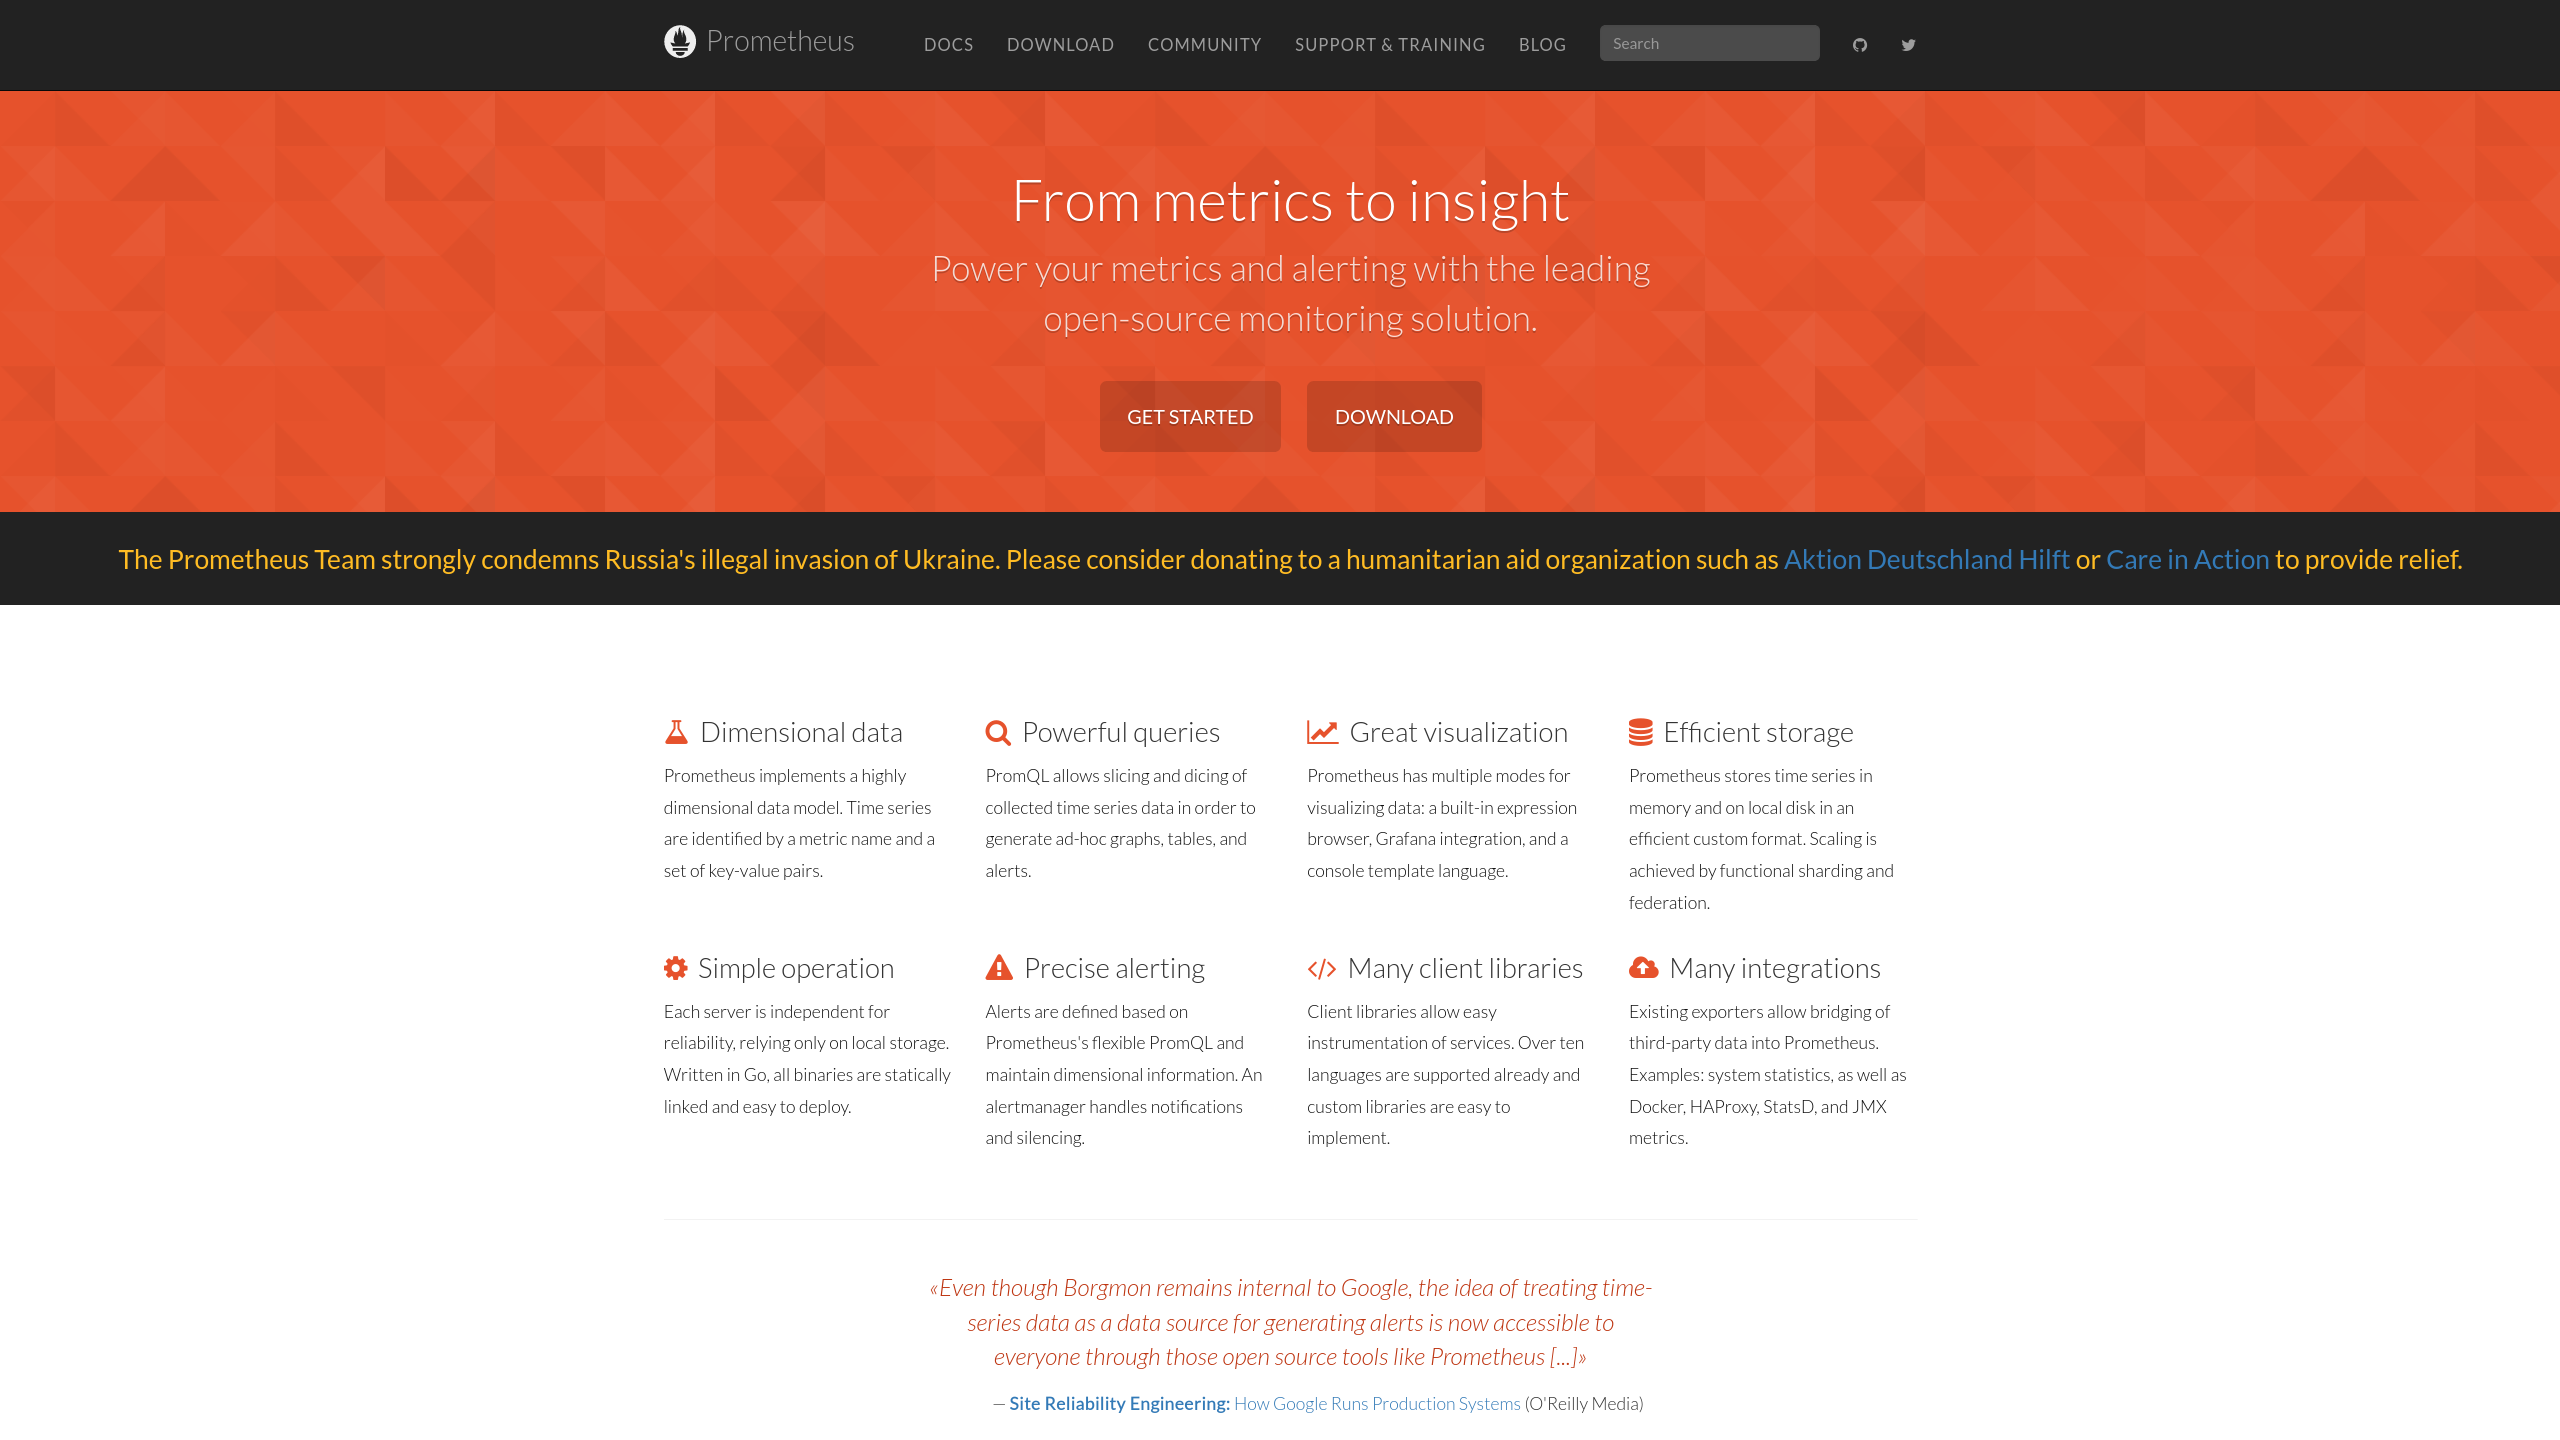 Prometheus
DOCS
DOWNLOAD
COMMUNITY
SUPPORT & TRAINING
BLOG
Search
From metrics to insight
Power your metrics and alerting with the leading
open-source monitoring solution.
GET STARTED
DOWNLOAD
The Prometheus Team strongly condemns Russia's illegal invasion of Ukraine. Please consider donating to a humanitarian aid organization such as Aktion Deutschland Hilft or Care in Action to provide relief.
Dimensional data
Prometheus implements a highly
dimensional data model. Time series
are identified by a metric name and a
set of key-value pairs.
Powerful queries
PromQL allows slicing and dicing of
collected time series data in order to
generate ad-hoc graphs, tables, and
alerts.
Great visualization
Prometheus has multiple modes for
visualizing data: a built-in expression
browser, Grafana integration, and a
console template language.
Efficient storage
Prometheus stores time series in
memory and on local disk in an
efficient custom format. Scaling is
achieved by functional sharding and
federation.
Simple operation
Each server is independent for
reliability, relying only on local storage.
Written in Go, all binaries are statically
linked and easy to deploy.
Precise alerting
Alerts are defined based on
Prometheus's flexible PromQL and
maintain dimensional information. An
alertmanager handles notifications
and silencing.
Many client libraries
Client libraries allow easy
instrumentation of services. Over ten
languages are supported already and
custom libraries are easy to
implement.
Many integrations
Existing exporters allow bridging of
third-party data into Prometheus.
Examples: system statistics, as well as
Docker, HAProxy, StatsD, and JMX
metrics.
«Even though Borgmon remains internal to Google, the idea of treating time-
series data as a data source for generating alerts is now accessible to
everyone through those open source tools like Prometheus [...]»
— Site Reliability Engineering: How Google Runs Production Systems (O'Reilly Media)